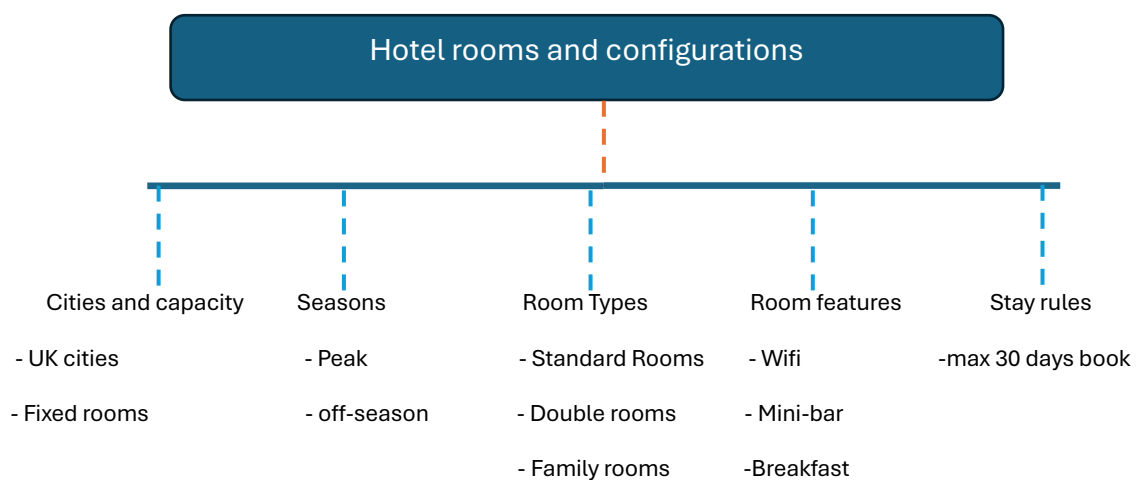 Hotel rooms and configurations
Cities and capacity
- UK cities
- Fixed rooms
Seasons
- Peak
- off-season
Room Types
- Standard Rooms
- Double rooms
- Family rooms
Room features
- Wifi
- Mini-bar
-Breakfast
Stay rules
-max 30 days book